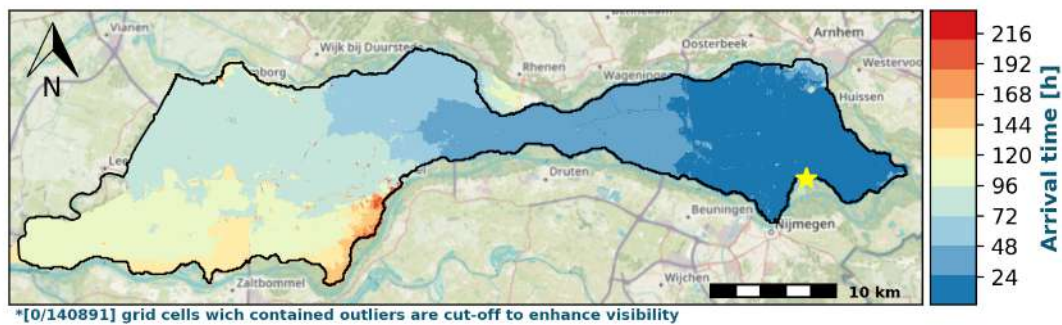 Vianen
Wijk bij Duurste
Rhenen
Wageningen
Oosterbeek
Arnhem
Westervoo
Huissen
Lee
Druten
Beuningen
Nijmegen
Wijchen
Zaltbommel
N
10 km
216
192
168
144
120
96
72
48
24
Arrival time [h]
*[0/140891] grid cells wich contained outliers are cut-off to enhance visibility